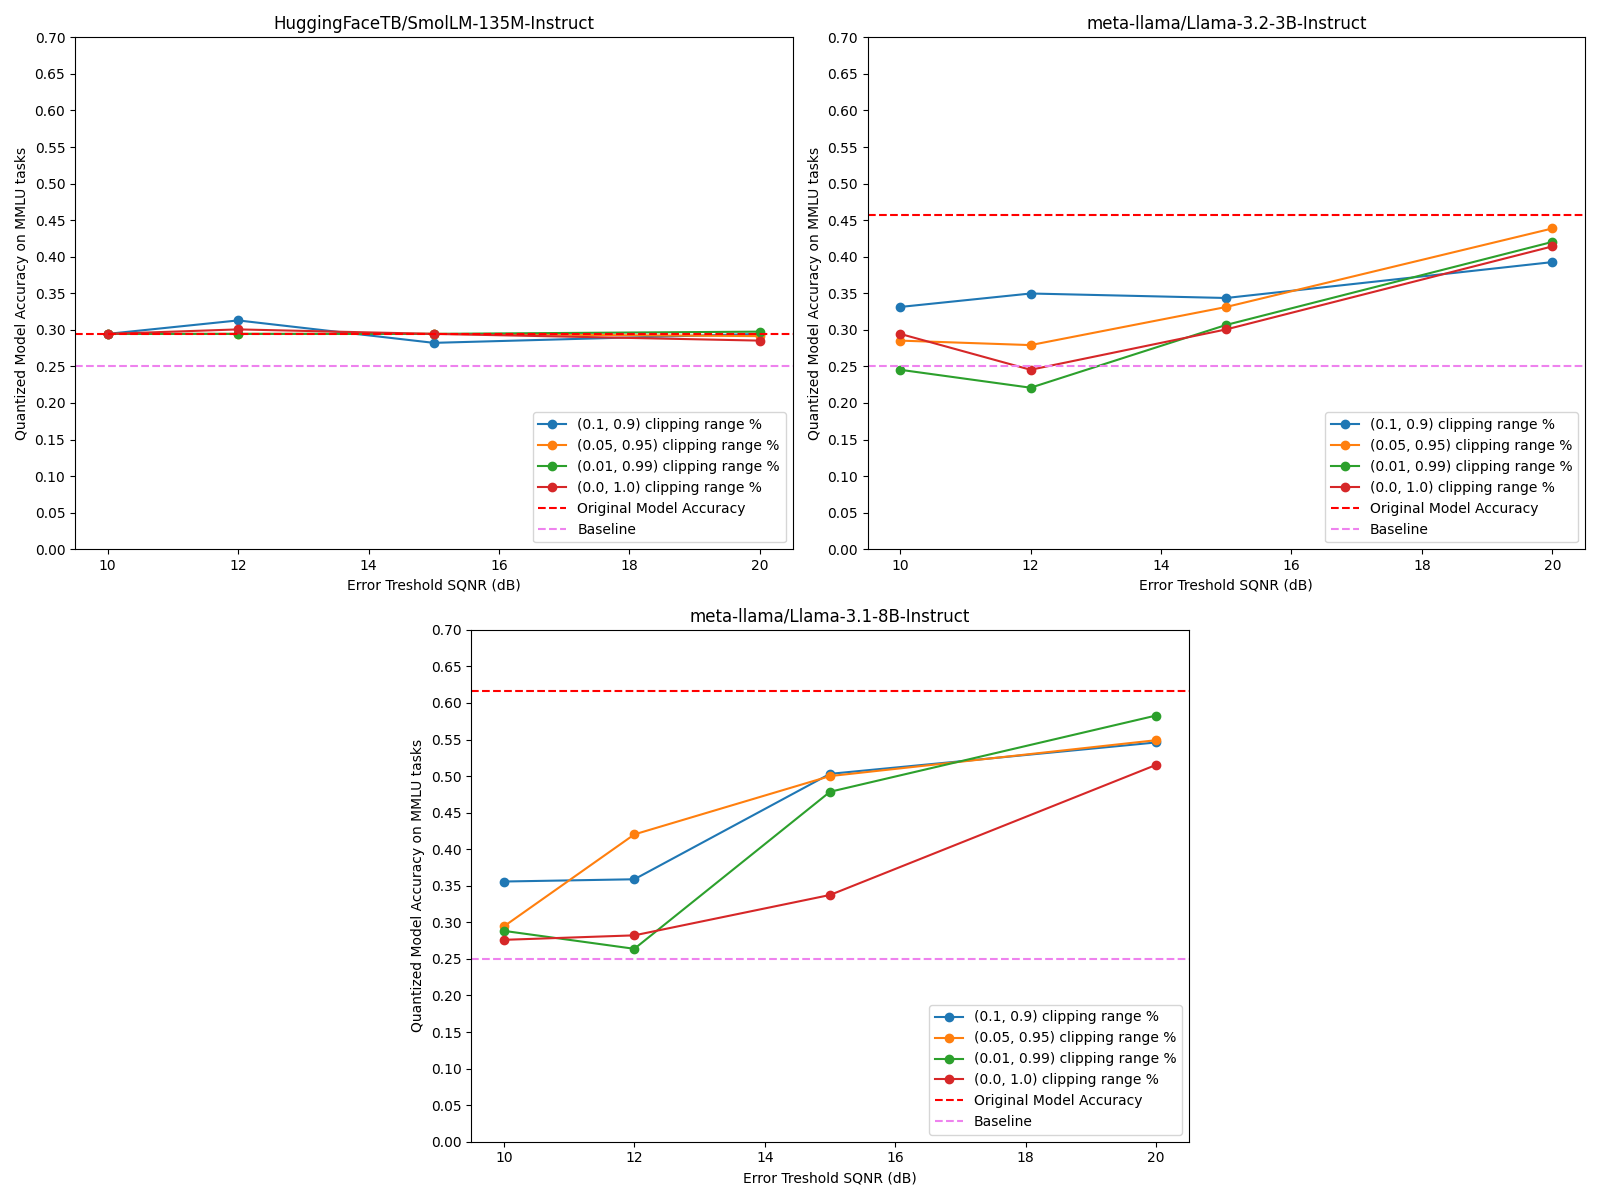 HuggingFaceTB/SmolLM-135M-Instruct
Quantized Model Accuracy on MMLU tasks
0.70
0.65
0.60
0.55
0.50
0.45
0.40
0.35
0.30
0.25
0.20
0.15
0.10
0.05
0.00
(0.1, 0.9) clipping range %
(0.05, 0.95) clipping range %
(0.01, 0.99) clipping range %
(0.0, 1.0) clipping range %
Original Model Accuracy
Baseline
10 12 14 16 18 20
Error Treshold SQNR (dB)
meta-llama/Llama-3.2-3B-Instruct
Quantized Model Accuracy on MMLU tasks
0.70
0.65
0.60
0.55
0.50
0.45
0.40
0.35
0.30
0.25
0.20
0.15
0.10
0.05
0.00
(0.1, 0.9) clipping range %
(0.05, 0.95) clipping range %
(0.01, 0.99) clipping range %
(0.0, 1.0) clipping range %
Original Model Accuracy
Baseline
10 12 14 16 18 20
Error Treshold SQNR (dB)
meta-llama/Llama-3.1-8B-Instruct
Quantized Model Accuracy on MMLU tasks
0.70
0.65
0.60
0.55
0.50
0.45
0.40
0.35
0.30
0.25
0.20
0.15
0.10
0.05
0.00
(0.1, 0.9) clipping range %
(0.05, 0.95) clipping range %
(0.01, 0.99) clipping range %
(0.0, 1.0) clipping range %
Original Model Accuracy
Baseline
10 12 14 16 18 20
Error Treshold SQNR (dB)